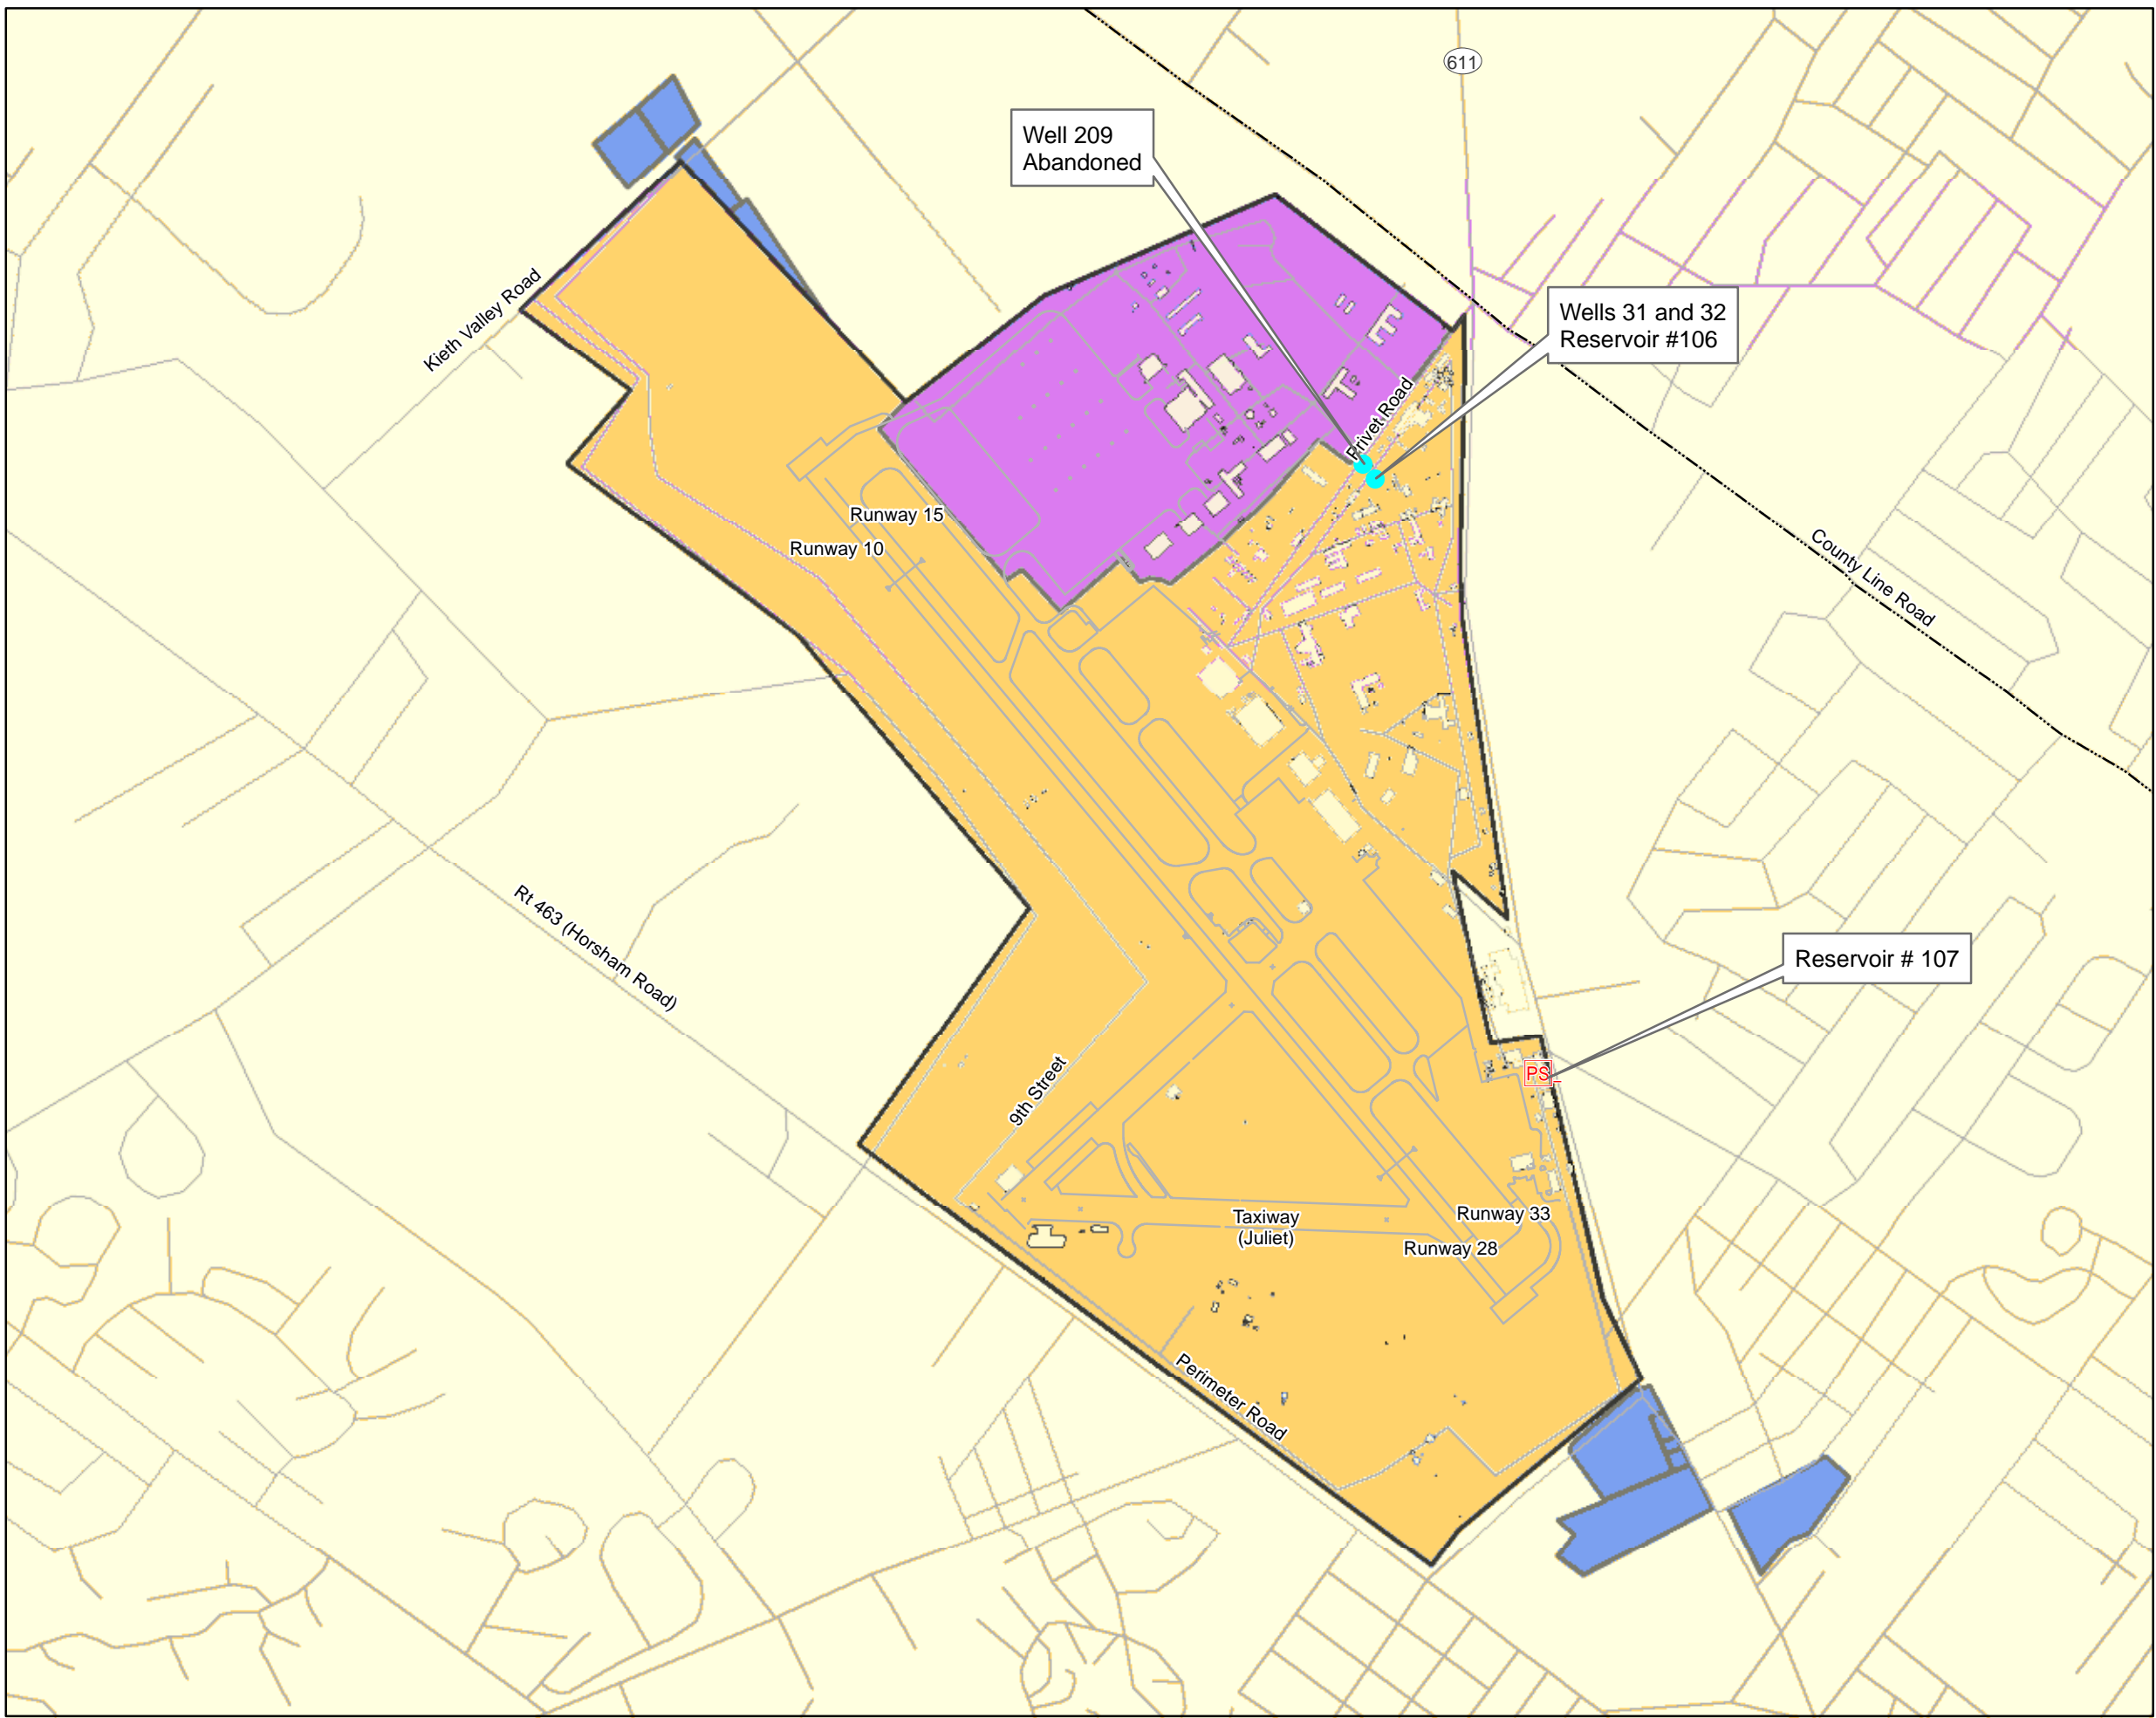 611
Well 209
Abandoned
Wells 31 and 32
Reservoir #106
Kieth Valley Road
Privet Road
Runway 15
Runway 10
County Line Road
Rt 463 (Horsham Road)
Reservoir # 107
PS
9th Street
Taxiway
(Juliet)
Runway 33
Runway 28
Perimeter Road